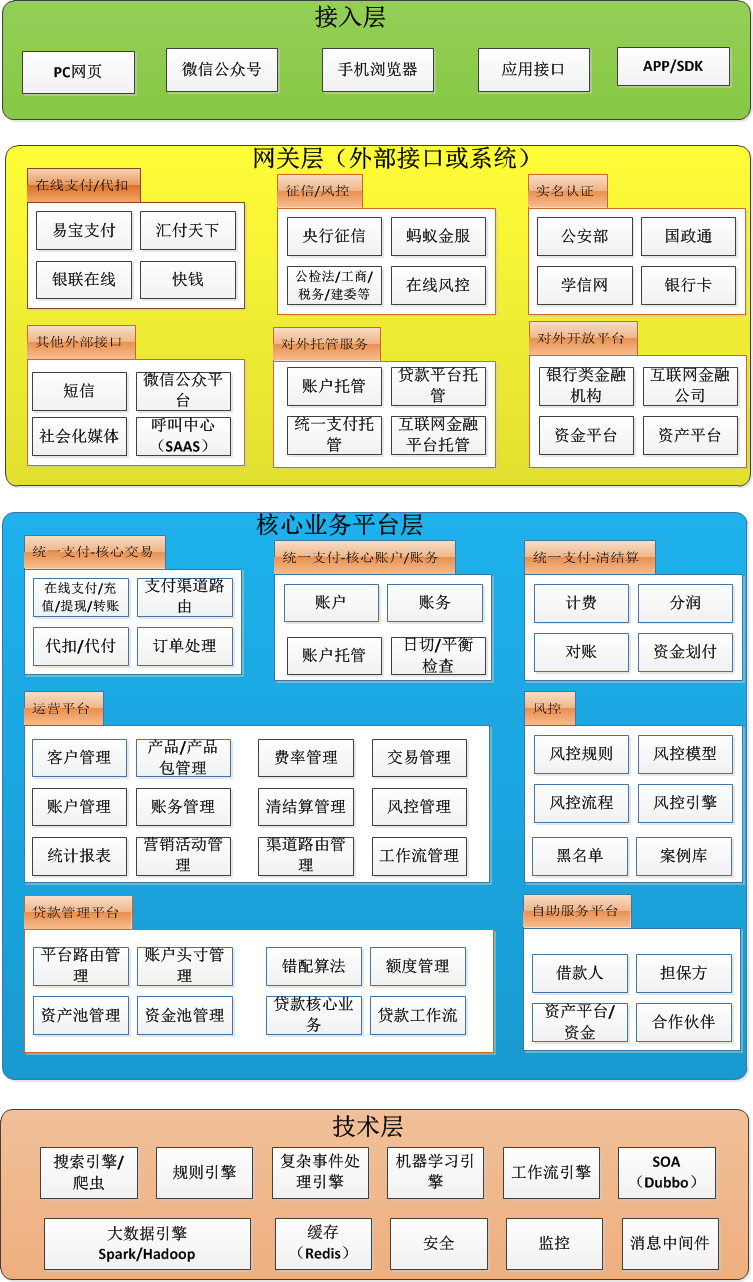 接入层
PC网页
微信公众号
手机浏览器
应用接口
APP/SDK
网关层（外部接口或系统）
在线支付/代扣
易宝支付
汇付天下
银联在线
快钱
征信/风控
央行征信
蚂蚁金服
公检法/工商/
税务/建委等
在线风控
实名认证
公安部
国政通
学信网
银行卡
其他外部接口
短信
微信公众平
台
社会化媒体
呼叫中心
（SAAS）
对外托管服务
账户托管
贷款平台托
管
统一支付托
管
互联网金融
平台托管
对外开放平台
银行类金融
机构
互联网金融
公司
资金平台
资产平台
核心业务平台层
统一支付-核心交易
在线支付/充
值/提现/转账
支付渠道路
由
代扣/代付
订单处理
统一支付-核心账户/账务
账户
账务
账户托管
日切/平衡
检查
统一支付-清结算
计费
分润
对账
资金划付
运营平台
客户管理
产品/产品
包管理
费率管理
交易管理
账户管理
账务管理
清结算管理
风控管理
统计报表
营销活动管
理
渠道路由管
理
工作流管理
风控
风控规则
风控模型
风控流程
风控引擎
黑名单
案例库
贷款管理平台
平台路由管
理
账户头寸管
理
错配算法
额度管理
资产池管理
资金池管理
贷款核心业
务
贷款工作流
自助服务平台
借款人
担保方
资产平台/
资金
合作伙伴
技术层
搜索引擎/
爬虫
规则引擎
复杂事件处
理引擎
机器学习引
擎
工作流引擎
SOA
（Dubbo）
大数据引擎
Spark/Hadoop
缓存
（Redis）
安全
监控
消息中间件